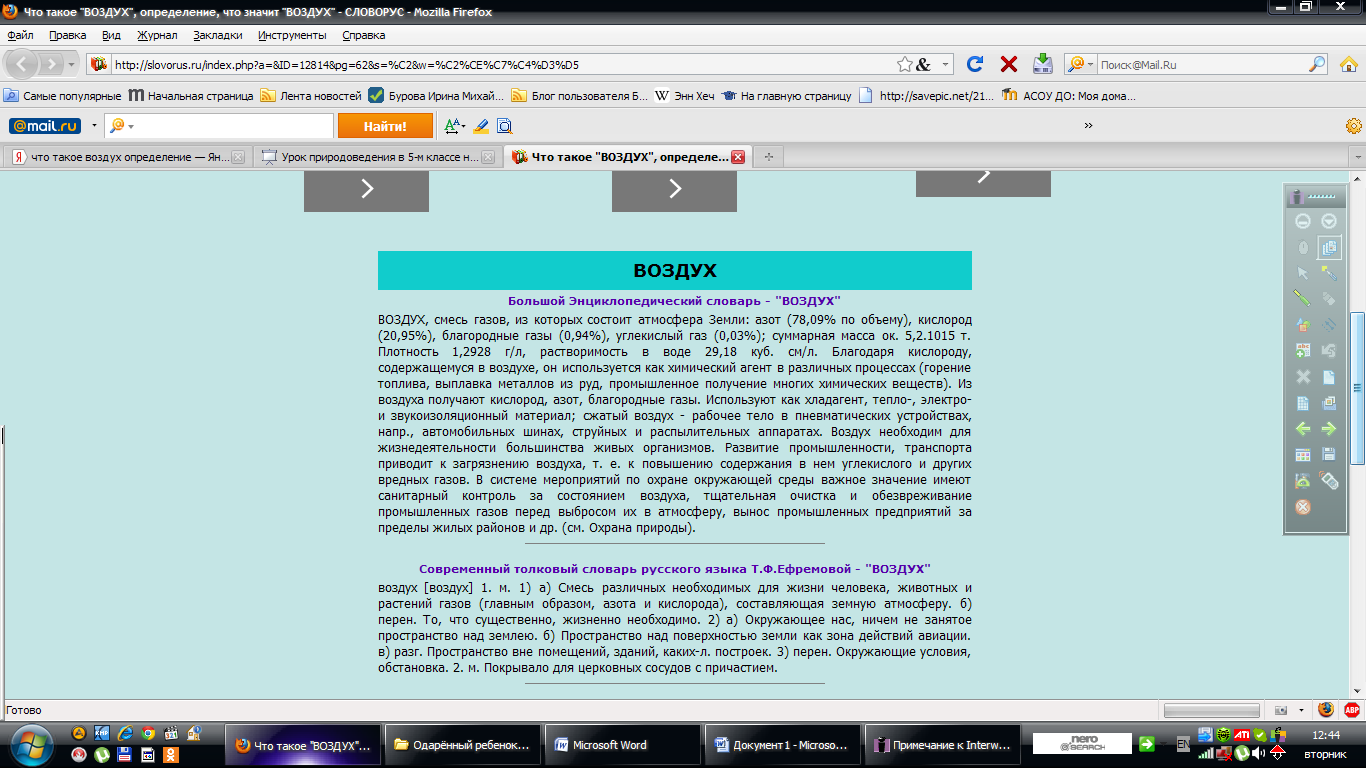 Что такое "ВОЗДУХ", определение, что значит "ВОЗДУХ" - СЛОВОРУС - Mozilla Firefox
Файл Правка Вид Журнал Закладки Инструменты Справка
http://slovorus.ru/index.php?a=&ID=12814&pg=62&s=%C2&w=%C2%CE%C7%C4%D3%D5 Поиск@Mail.Ru
Самые популярные Начальная страница Лента новостей Бурова Ирина Михай... Блог пользователя Б... W Энн Хеч На главную страницу http://savepic.net/21... АСОУ ДО: Моя дома...
@mail.ru Найти!
что такое воздух определение — Ян... Урок природоведения в 5-м классе н... Что такое "ВОЗДУХ", определе...
ВОЗДУХ
Большой Энциклопедический словарь - "ВОЗДУХ"
ВОЗДУХ, смесь газов, из которых состоит атмосфера Земли: азот (78,09% по объему), кислород
(20,95%), благородные газы (0,94%), углекислый газ (0,03%); суммарная масса ок. 5,2.1015 т.
Плотность 1,2928 г/л, растворимость в воде 29,18 куб. см/л. Благодаря кислороду,
содержащемуся в воздухе, он используется как химический агент в различных процессах (горение
топлива, выплавка металлов из руд, промышленное получение многих химических веществ). Из
воздуха получают кислород, азот, благородные газы. Используют как хладагент, тепло-, электро-
и звукоизоляционный материал; сжатый воздух - рабочее тело в пневматических устройствах,
напр., автомобильных шинах, струйных и распылительных аппаратах. Воздух необходим для
жизнедеятельности большинства живых организмов. Развитие промышленности, транспорта
приводит к загрязнению воздуха, т. е. к повышению содержания в нем углекислого и других
вредных газов. В системе мероприятий по охране окружающей среды важное значение имеют
санитарный контроль за состоянием воздуха, тщательная очистка и обезвреживание
промышленных газов перед выбросом их в атмосферу, вынос промышленных предприятий за
пределы жилых районов и др. (см. Охрана природы).
Современный толковый словарь русского языка Т.Ф.Ефремовой - "ВОЗДУХ"
воздух [воздух] 1. м. 1) а) Смесь различных необходимых для жизни человека, животных и
растений газов (главным образом, азота и кислорода), составляющая земную атмосферу. б)
перен. То, что существенно, жизненно необходимо. 2) а) Окружающее нас, ничем не занятое
пространство над землею. б) Пространство над поверхностью земли как зона действий авиации.
в) разг. Пространство вне помещений, зданий, каких-л. построек. 3) перен. Окружающие условия,
обстановка. 2. м. Покрывало для церковных сосудов с причастием.
Готово ABP
Что такое "ВОЗДУХ"... Одарённый ребенок... Microsoft Word Документ1 - Microso... Примечание к Interw... nero @SEARCH EN ATI 12:44
вторник